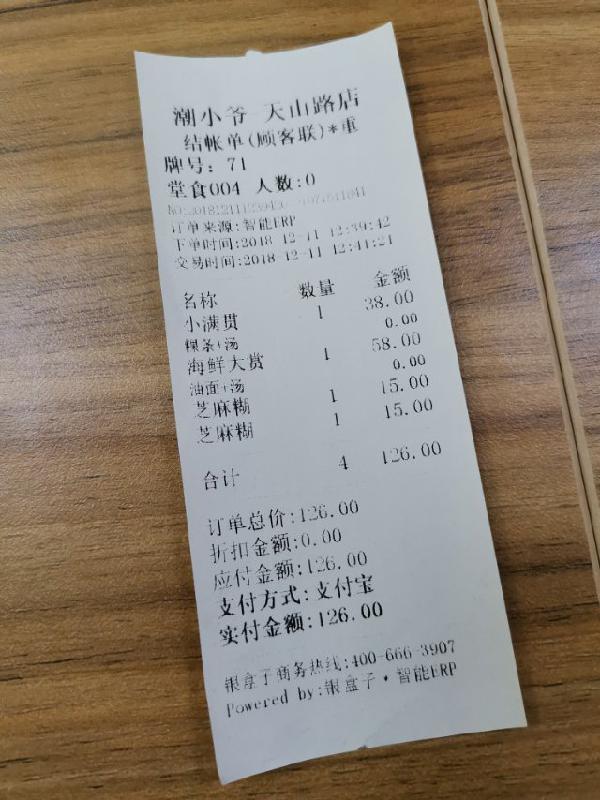 潮小爷-天山路店
结帐单(顾客联)*重
牌号: 71
堂食004 人数:0
订单来源:智能ERP
下单时间:2018-12-11 12:39:42
交易时间:2018-12-11 12:41:21
名称 数量 金额
小满贯 1 38.00
粿条+汤 0.00
海鲜大赏 1 58.00
油面+汤 0.00
芝麻糊 1 15.00
芝麻糊 1 15.00
合计 4 126.00
订单总价:126.00
折扣金额:0.00
应付金额:126.00
支付方式:支付宝
实付金额:126.00
银盒子商务热线:400-666-3907
Powered by:银盒子·智能ERP